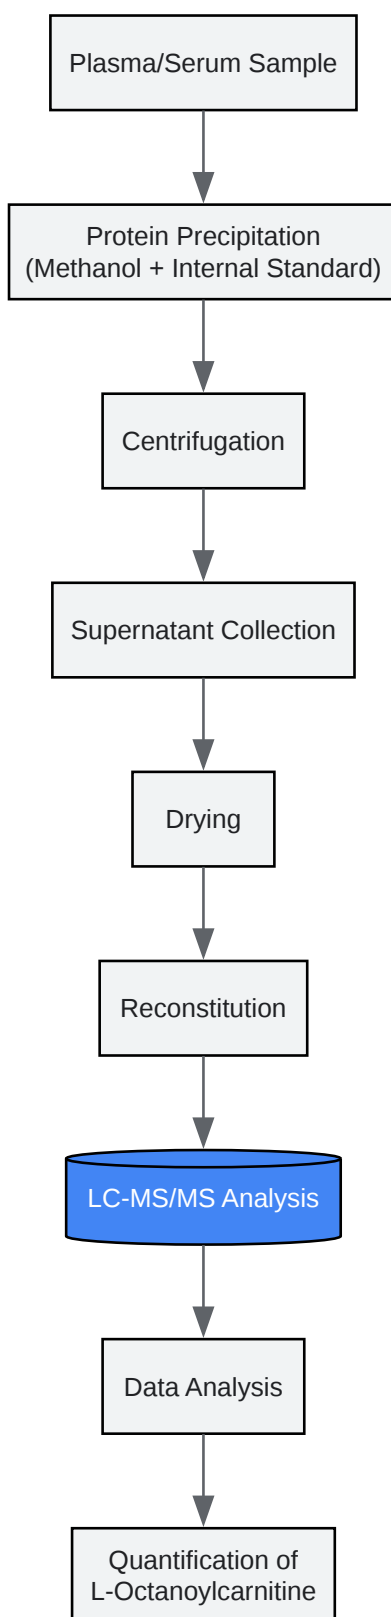 Plasma/Serum Sample
Protein Precipitation
(Methanol + Internal Standard)
Centrifugation
Supernatant Collection
Drying
Reconstitution
LC-MS/MS Analysis
Data Analysis
Quantification of
L-Octanoylcarnitine